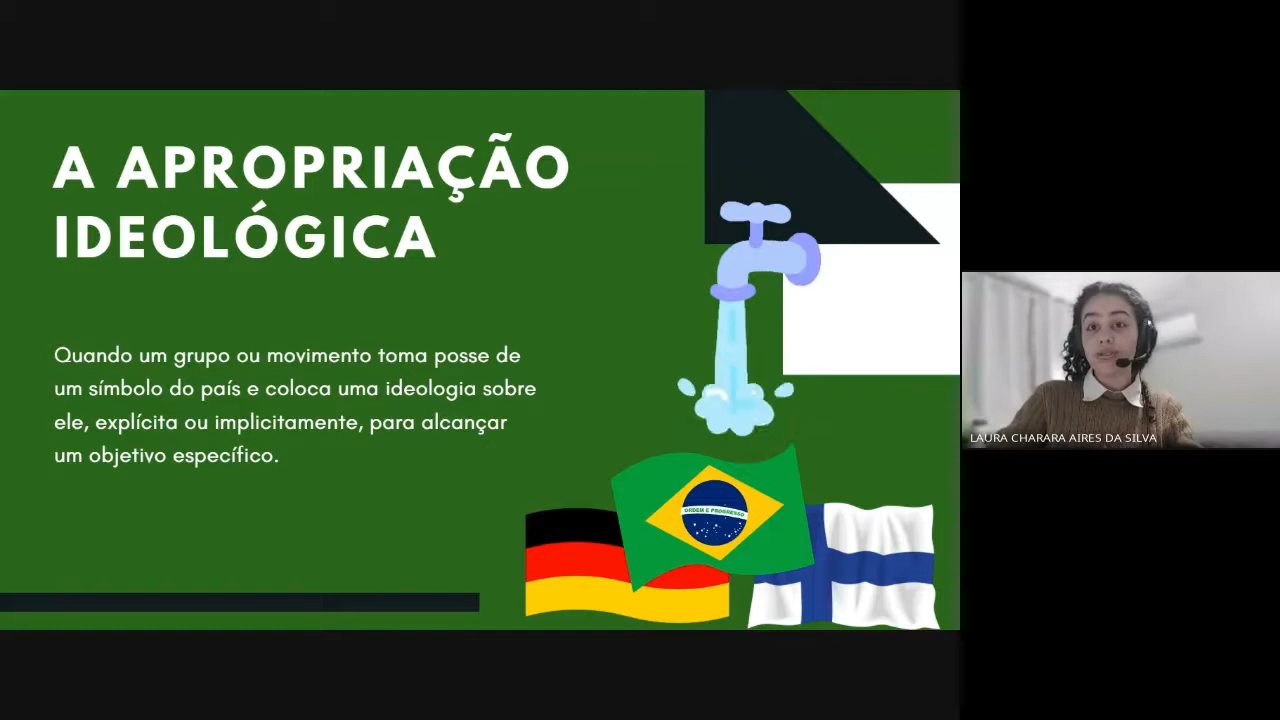 A APROPRIAÇÃO
IDEOLÓGICA
Quando um grupo ou movimento toma posse de
um símbolo do país e coloca uma ideologia sobre
ele, explícita ou implicitamente, para alcançar
um objetivo específico.
ORDEM E PROGRESSO
LAURA CHARARA AIRES DA SILVA